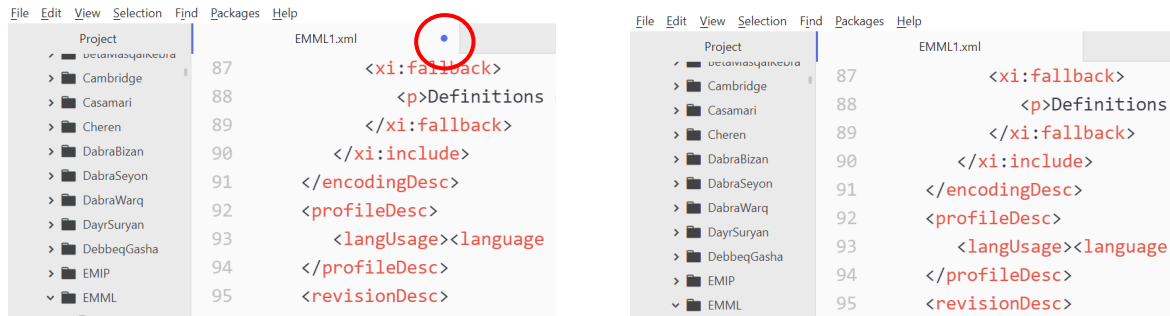 File Edit View Selection Find Packages Help
Project
EMML1.xml
BetaMasqalKebra
Cambridge
Casamari
Cheren
DabraBizan
DabraSeyon
DabraWarq
DayrSuryan
DebbeqGasha
EMIP
EMML
87 <xi:fallback>
88 <p>Definitions
89 </xi:fallback>
90 </xi:include>
91 </encodingDesc>
92 <profileDesc>
93 <langUsage><language
94 </profileDesc>
95 <revisionDesc>
File Edit View Selection Find Packages Help
Project
EMML1.xml
BetaMasqalKebra
Cambridge
Casamari
Cheren
DabraBizan
DabraSeyon
DabraWarq
DayrSuryan
DebbeqGasha
EMIP
EMML
87 <xi:fallback>
88 <p>Definitions
89 </xi:fallback>
90 </xi:include>
91 </encodingDesc>
92 <profileDesc>
93 <langUsage><language
94 </profileDesc>
95 <revisionDesc>